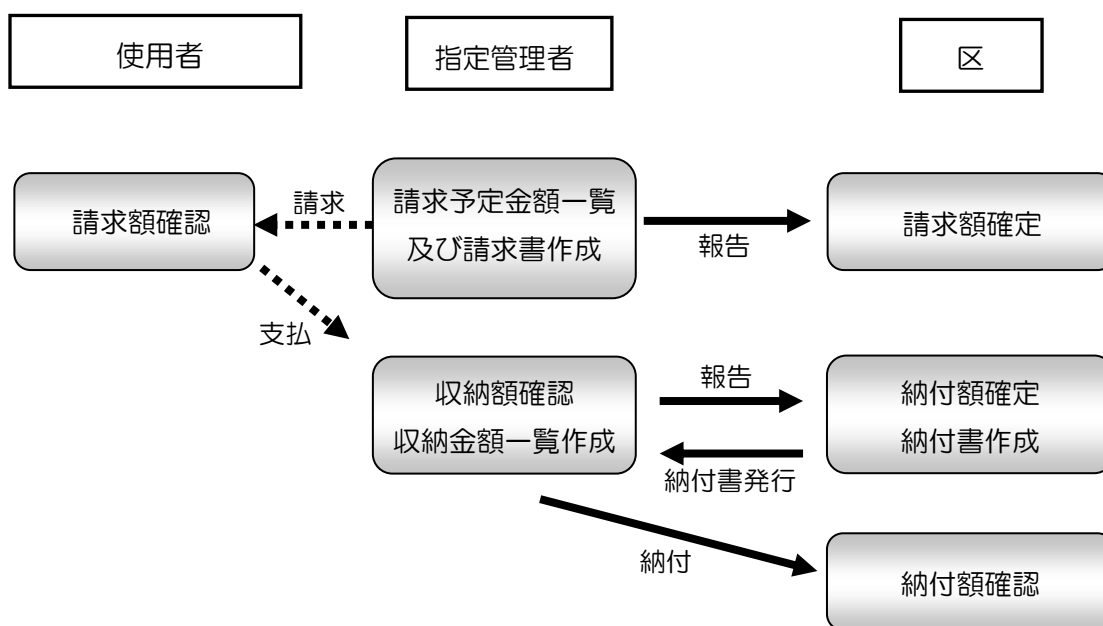 使用者
指定管理者
区
請求額確認
請求
請求予定金額一覧
及び請求書作成
報告
請求額確定
支払
収納額確認
収納金額一覧作成
報告
納付書発行
納付額確定
納付書作成
納付
納付額確認